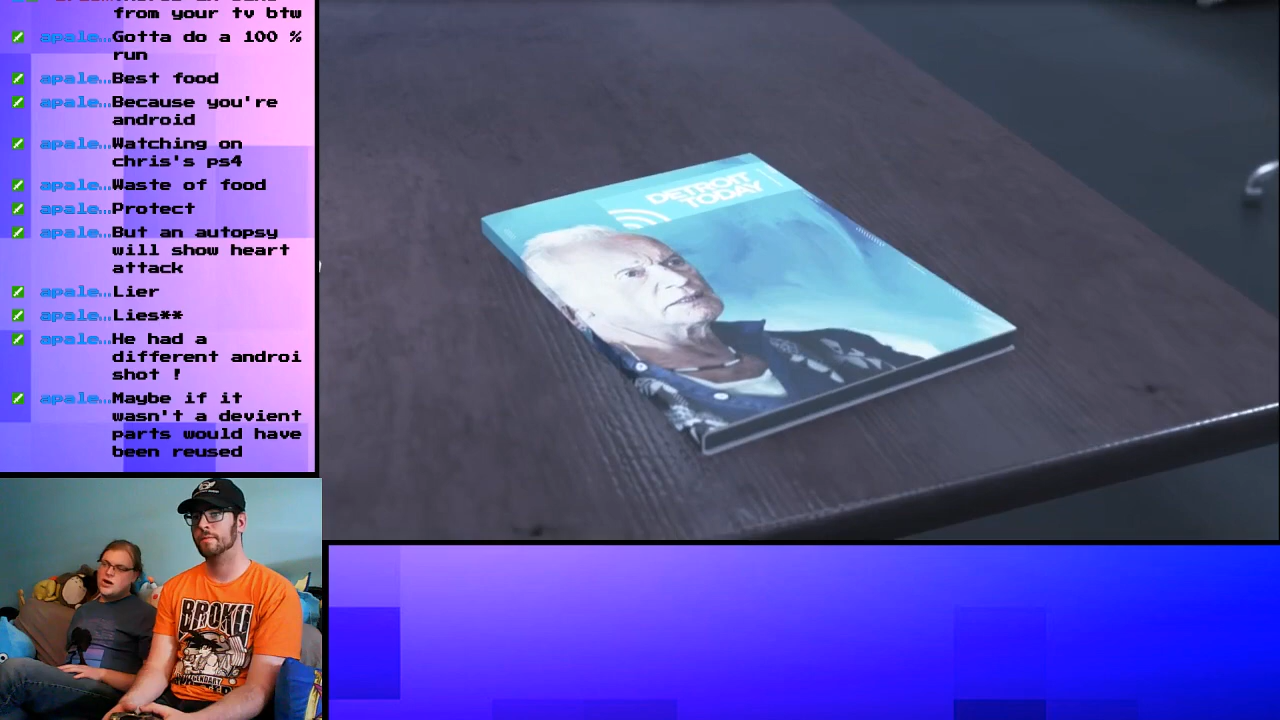 from your tv btw
apale…Gotta do a 100 %
run
apale…Best food
apale…Because you're
android
apale…Watching on
chris's ps4
apale…Waste of food
apale…Protect
apale…But an autopsy
will show heart
attack
apale…Lier
apale…Lies**
apale…He had a
different androi
shot !
apale…Maybe if it
wasn't a devient
parts would have
been reused
DETROIT
TODAY
BROKU